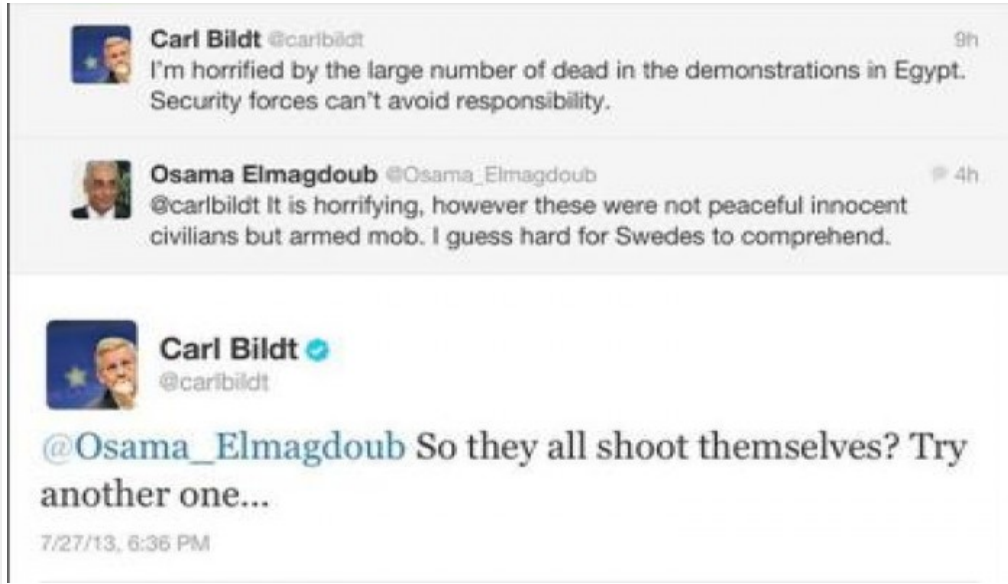 Carl Bildt @carlbildt 9h
I'm horrified by the large number of dead in the demonstrations in Egypt.
Security forces can't avoid responsibility.
Osama Elmagdoub @Osama_Elmagdoub 4h
@carlbildt It is horrifying, however these were not peaceful innocent
civilians but armed mob. I guess hard for Swedes to comprehend.
Carl Bildt
@carlbildt
@Osama_Elmagdoub So they all shoot themselves? Try
another one...
7/27/13, 6:36 PM